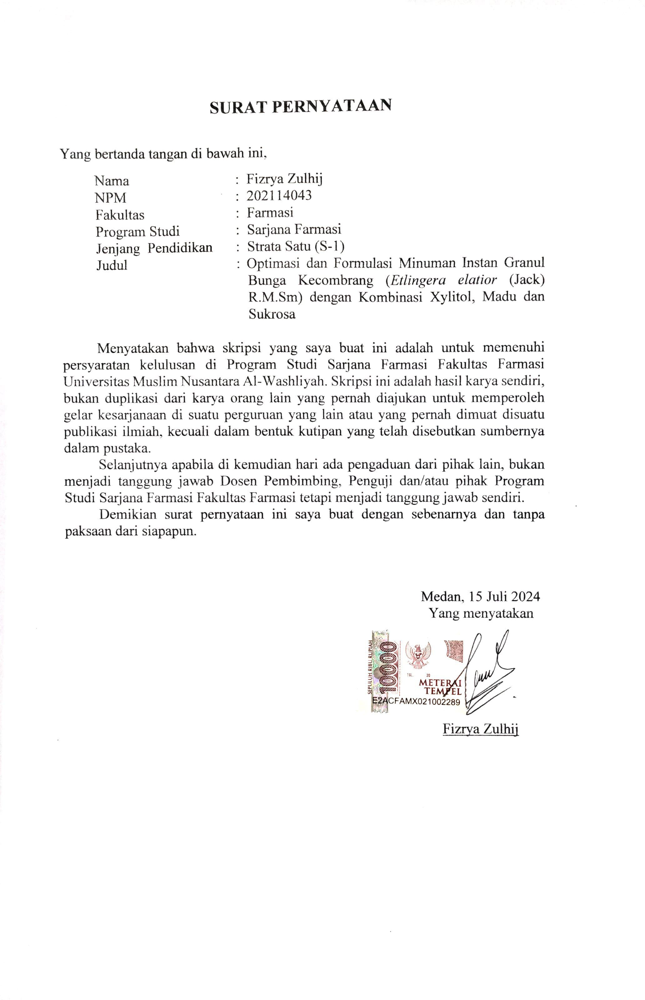 SURAT PERNYATAAN
Yang bertanda tangan di bawah ini,
Nama : Fizrya Zulhij
NPM : 202114043
Fakultas : Farmasi
Program Studi : Sarjana Farmasi
Jenjang Pendidikan : Strata Satu (S-1)
Judul : Optimasi dan Formulasi Minuman Instan Granul
Bunga Kecombrang (Etlingera elatior (Jack)
R.M.Sm) dengan Kombinasi Xylitol, Madu dan
Sukrosa
Menyatakan bahwa skripsi yang saya buat ini adalah untuk memenuhi
persyaratan kelulusan di Program Studi Sarjana Farmasi Fakultas Farmasi
Universitas Muslim Nusantara Al-Washliyah. Skripsi ini adalah hasil karya sendiri,
bukan duplikasi dari karya orang lain yang pernah diajukan untuk memperoleh
gelar kesarjanaan di suatu perguruan yang lain atau yang pernah dimuat disuatu
publikasi ilmiah, kecuali dalam bentuk kutipan yang telah disebutkan sumbernya
dalam pustaka.
Selanjutnya apabila di kemudian hari ada pengaduan dari pihak lain, bukan
menjadi tanggung jawab Dosen Pembimbing, Penguji dan/atau pihak Program
Studi Sarjana Farmasi Fakultas Farmasi tetapi menjadi tanggung jawab sendiri.
Demikian surat pernyataan ini saya buat dengan sebenarnya dan tanpa
paksaan dari siapapun.
Medan, 15 Juli 2024
Yang menyatakan
SEPULUH RIBU RUPIAH
10000
TGL. 20
METERAI
TEMPEL
E2ACFAMX021002289
Fizrya Zulhij